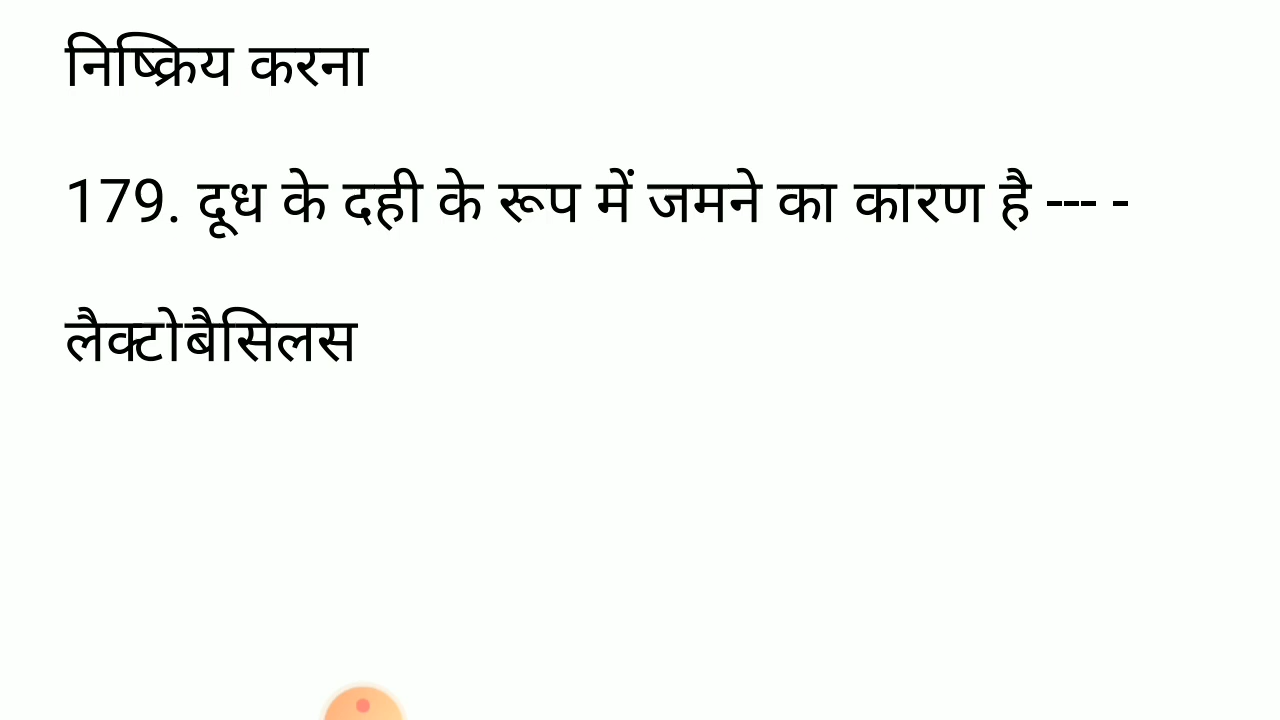 निष्क्रिय करना
179. दूध के दही के रूप में जमने का कारण है --- -
लैक्टोबैसिलस